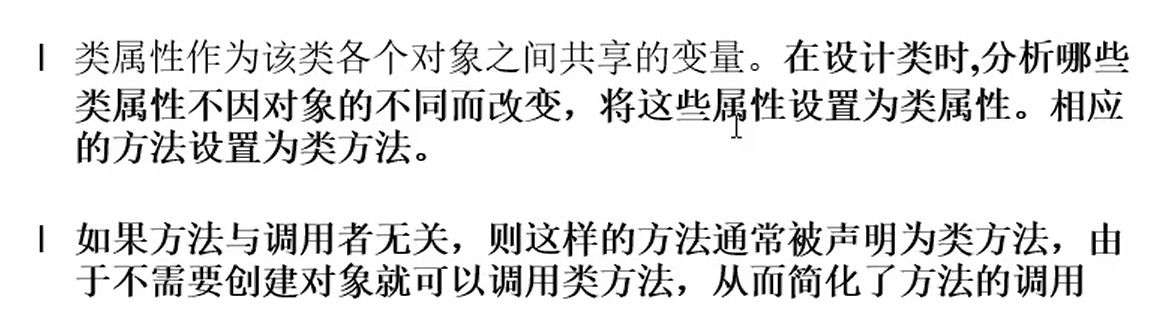 类属性作为该类各个对象之间共享的变量。在设计类时,分析哪些
类属性不因对象的不同而改变，将这些属性设置为类属性。相应
的方法设置为类方法。
如果方法与调用者无关，则这样的方法通常被声明为类方法，由
于不需要创建对象就可以调用类方法，从而简化了方法的调用